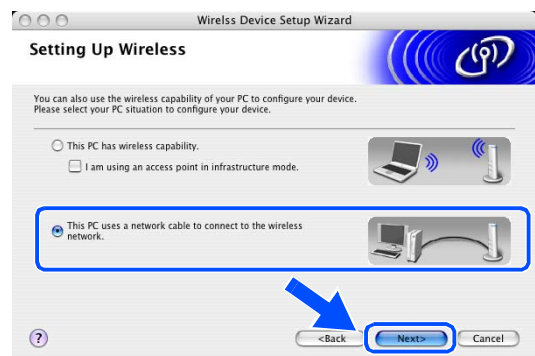 Wirelss Device Setup Wizard
Setting Up Wireless
You can also use the wireless capability of your PC to configure your device.
Please select your PC situation to configure your device.
This PC has wireless capability.
I am using an access point in infrastructure mode.
This PC uses a network cable to connect to the wireless
network.
?
<Back
Next>
Cancel